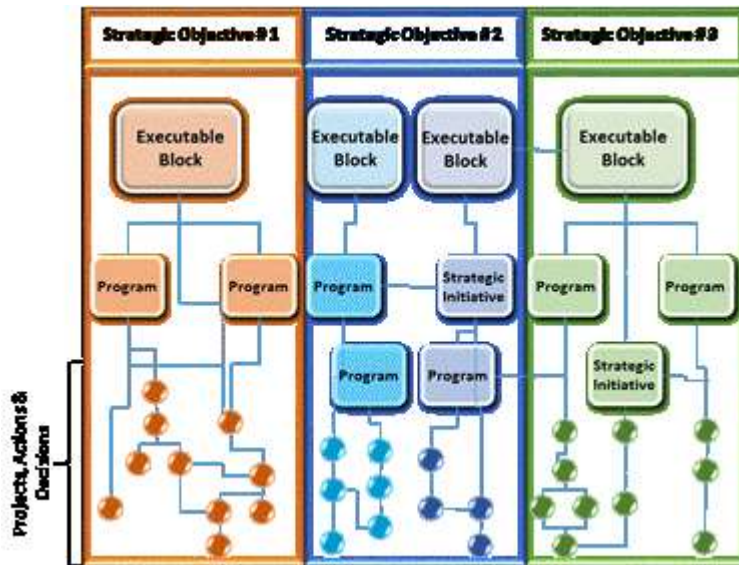 Strategic Objective #1
Strategic Objective #2
Strategic Objective #3
Executable
Block
Executable
Block
Executable
Block
Executable
Block
Program
Program
Program
Strategic
Initiative
Program
Program
Program
Program
Strategic
Initiative
Projects, Actions &
Decisions